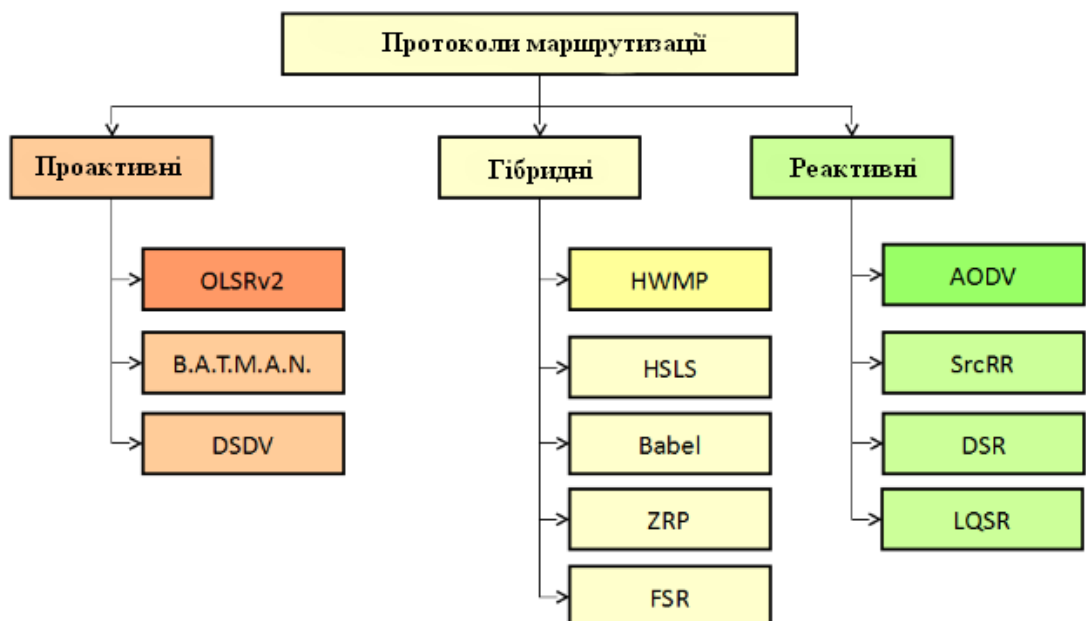 Протоколи маршрутизації
Проактивні
OLSRv2
B.A.T.M.A.N.
DSDV
Гібридні
HWMP
HSLS
Babel
ZRP
FSR
Реактивні
AODV
SrcRR
DSR
LQSR